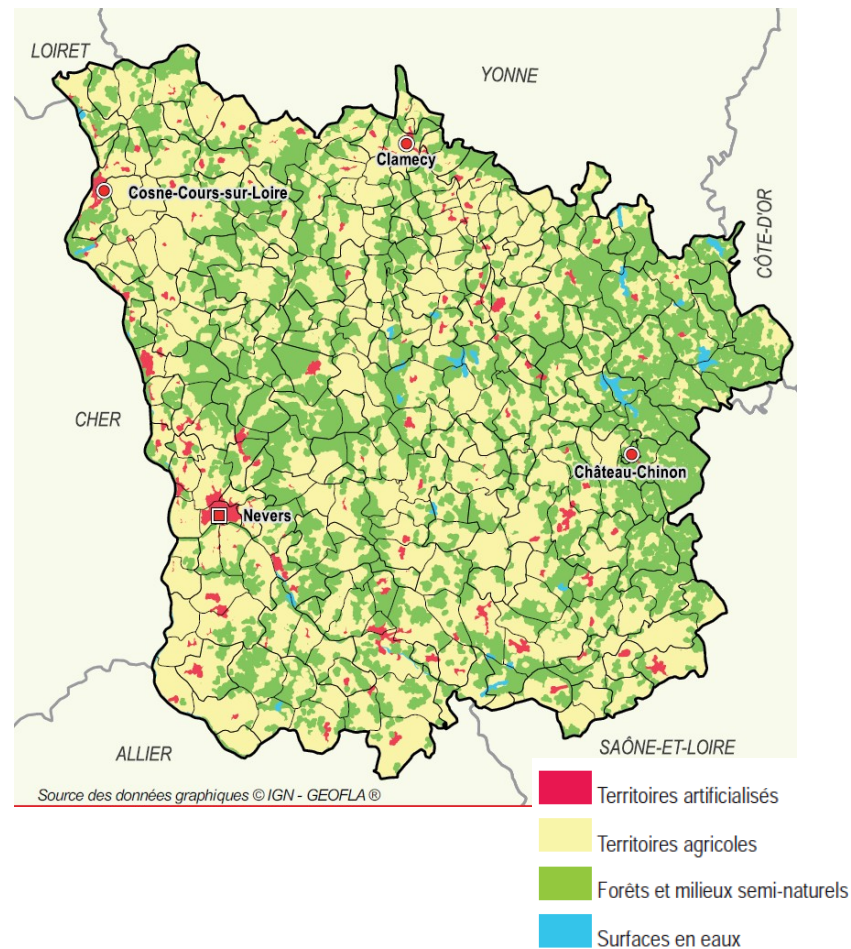 LOIRET
YONNE
Clamecy
Cosne-Cours-sur-Loire
CÔTE-D'OR
CHER
Château-Chinon
Nevers
ALLIER
SAÔNE-ET-LOIRE
Source des données graphiques © IGN - GEOFLA ®
Territoires artificialisés
Territoires agricoles
Forêts et milieux semi-naturels
Surfaces en eaux